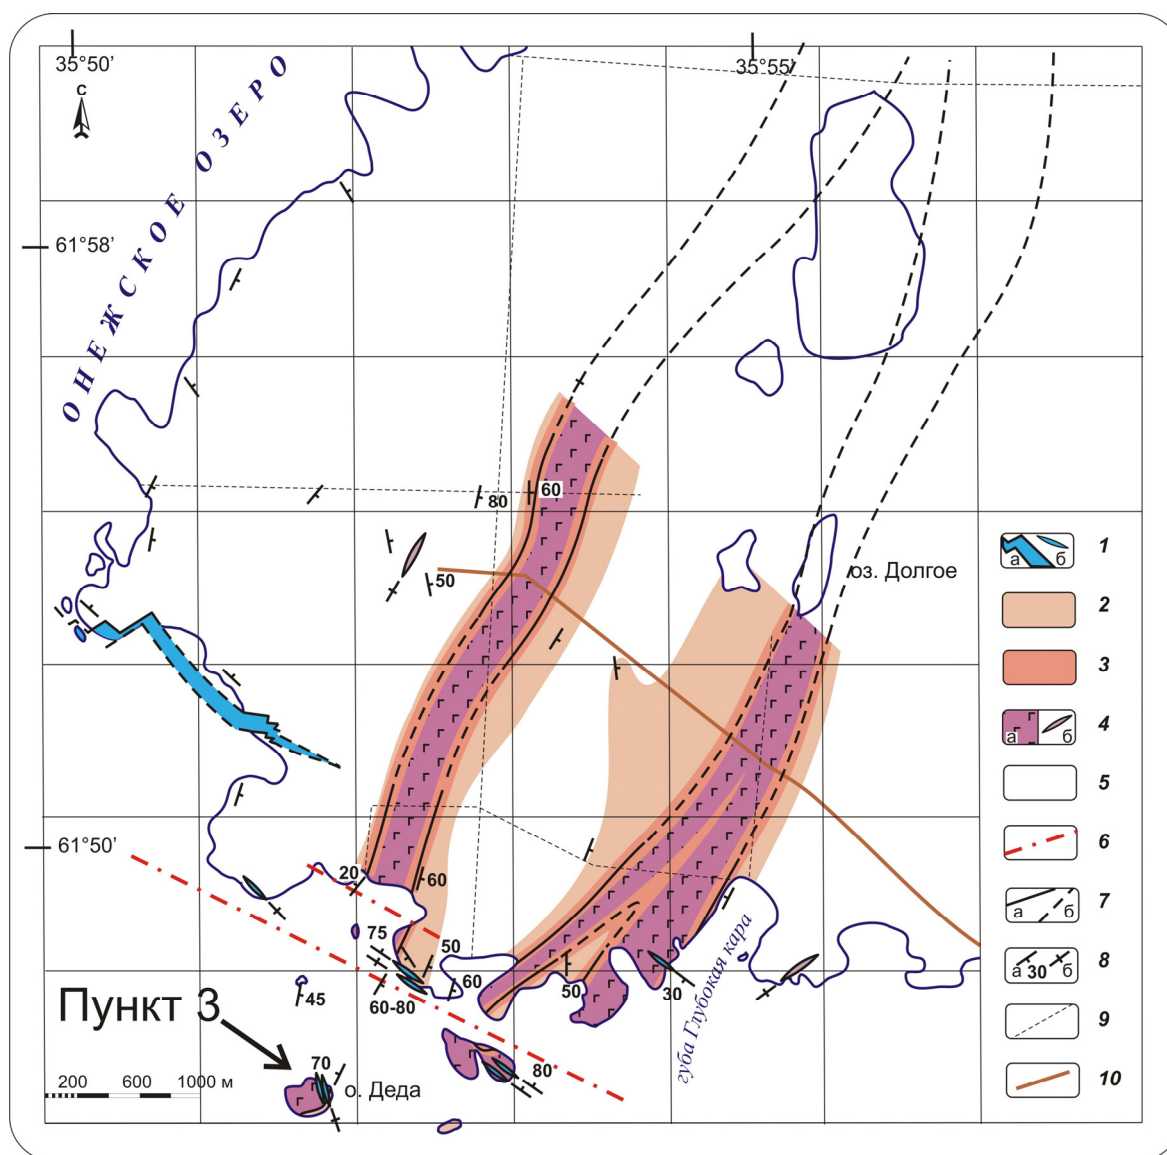 35°50'
35°55'
С
ОНЕЖСКОЕ ОЗЕРО
61°58'
60
80
50
оз. Долгое
61°50'
20
60
75
50
60
60-80
45
50
30
губа Глубокая кара
Пункт 3
70
80
о. Деда
200 600 1000 м
а б 1
2
3
а б 4
5
6
а б 7
а 30 б 8
9
10